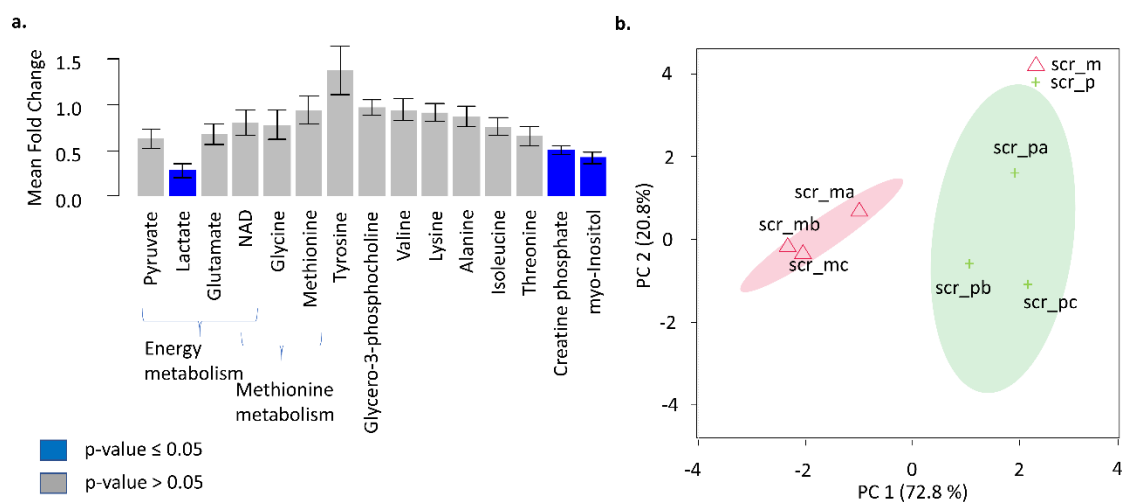 a.
Mean Fold Change
1.5
1.0
0.5
0.0
Pyruvate
Lactate
Glutamate
NAD
Glycine
Methionine
Tyrosine
Glycero-3-phosphocholine
Valine
Lysine
Alanine
Isoleucine
Threonine
Creatine phosphate
myo-Inositol
Energy
metabolism
Methionine
metabolism
p-value ≤ 0.05
p-value > 0.05
b.
PC 2 (20.8%)
4
2
0
-2
-4
scr_m
scr_p
scr_pa
scr_ma
scr_mb
scr_mc
scr_pb
scr_pc
-4
-2
0
2
4
PC 1 (72.8 %)